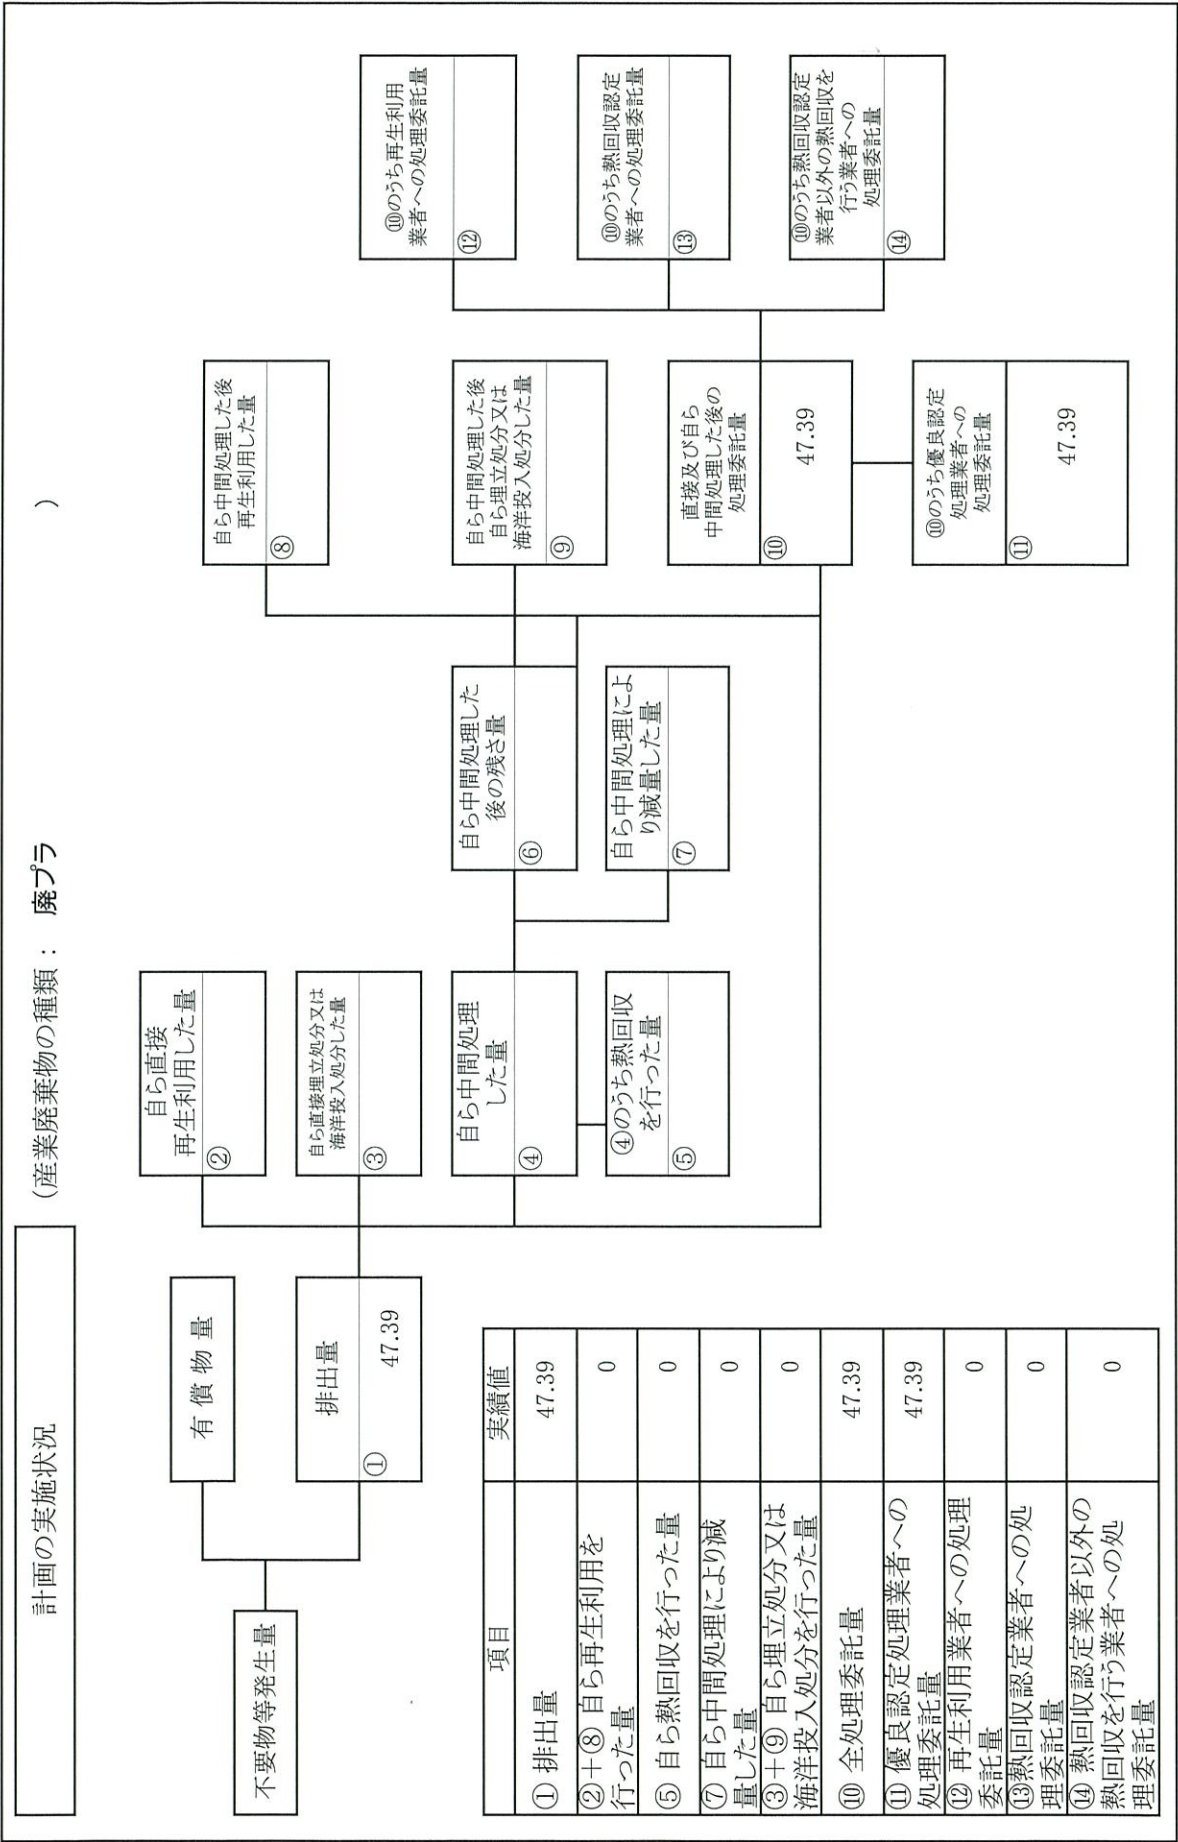 計画の実施状況
(産業廃棄物の種類： 廃プラ )
不要物等発生量
有償物量
排出量
①
47.39
自ら直接
再生利用した量
②
自ら直接埋立処分又は
海洋投入処分した量
③
自ら中間処理
した量
④
④のうち熱回収
を行った量
⑤
自ら中間処理した
後の残さ量
⑥
自ら中間処理によ
り減量した量
⑦
自ら中間処理した後
再生利用した量
⑧
自ら中間処理した後
自ら埋立処分又は
海洋投入処分した量
⑨
直接及び自ら
中間処理した後の
処理委託量
⑩
47.39
⑩のうち優良認定
処理業者への
処理委託量
⑪
47.39
⑩のうち再生利用
業者への処理委託量
⑫
⑩のうち熱回収認定
業者への処理委託量
⑬
⑩のうち熱回収認定
業者以外の熱回収を
行う業者への
処理委託量
⑭
項目 実績値
① 排出量 47.39
②＋⑧ 自ら再生利用を
行った量 0
⑤ 自ら熱回収を行った量 0
⑦ 自ら中間処理により減
量した量 0
③＋⑨ 自ら埋立処分又は
海洋投入処分を行った量 0
⑩ 全処理委託量 47.39
⑪ 優良認定処理業者への
処理委託量 47.39
⑫ 再生利用業者への処理
委託量 0
⑬熱回収認定業者への処
理委託量 0
⑭ 熱回収認定業者以外の
熱回収を行う業者への処
理委託量 0